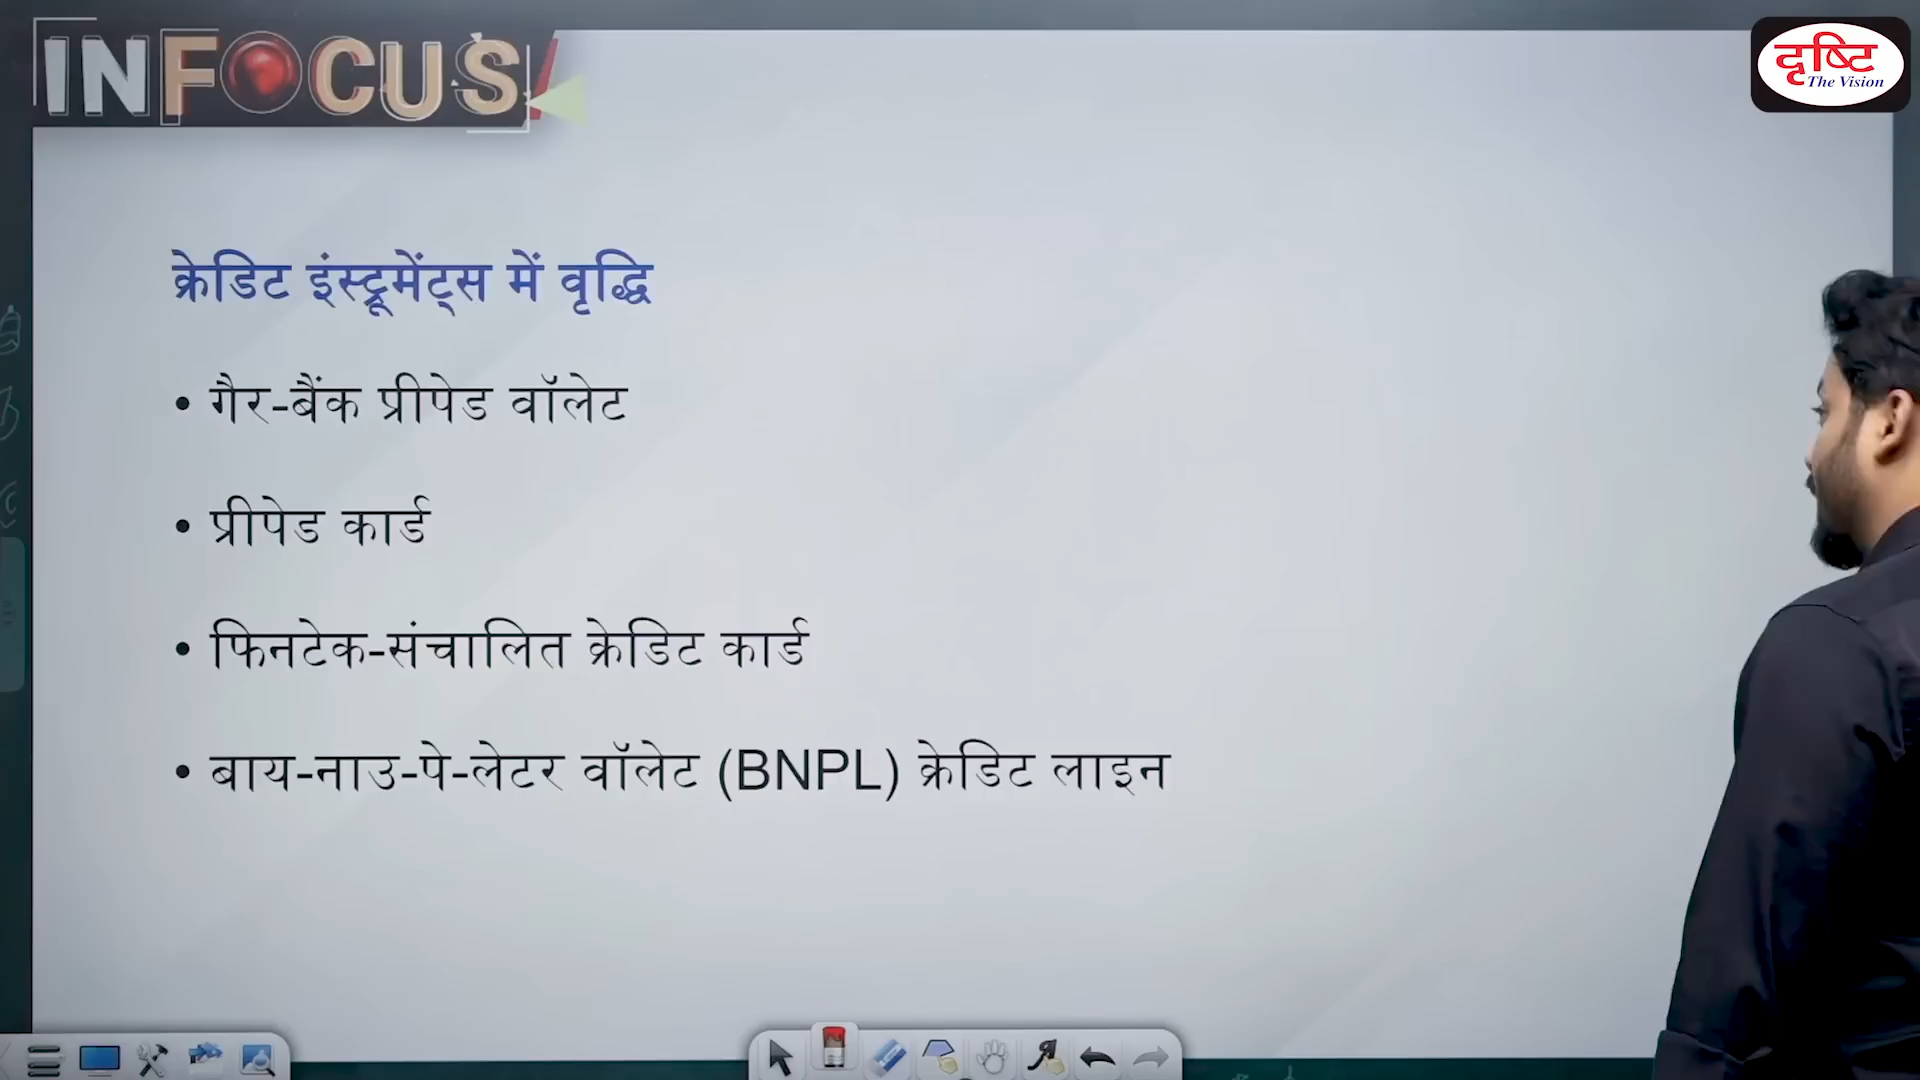 INFOCUS
दृष्टि
The Vision
क्रेडिट इंस्ट्रूमेंट्स में वृद्धि
• गैर-बैंक प्रीपेड वॉलेट
• प्रीपेड कार्ड
• फिनटेक-संचालित क्रेडिट कार्ड
• बाय-नाउ-पे-लेटर वॉलेट (BNPL) क्रेडिट लाइन